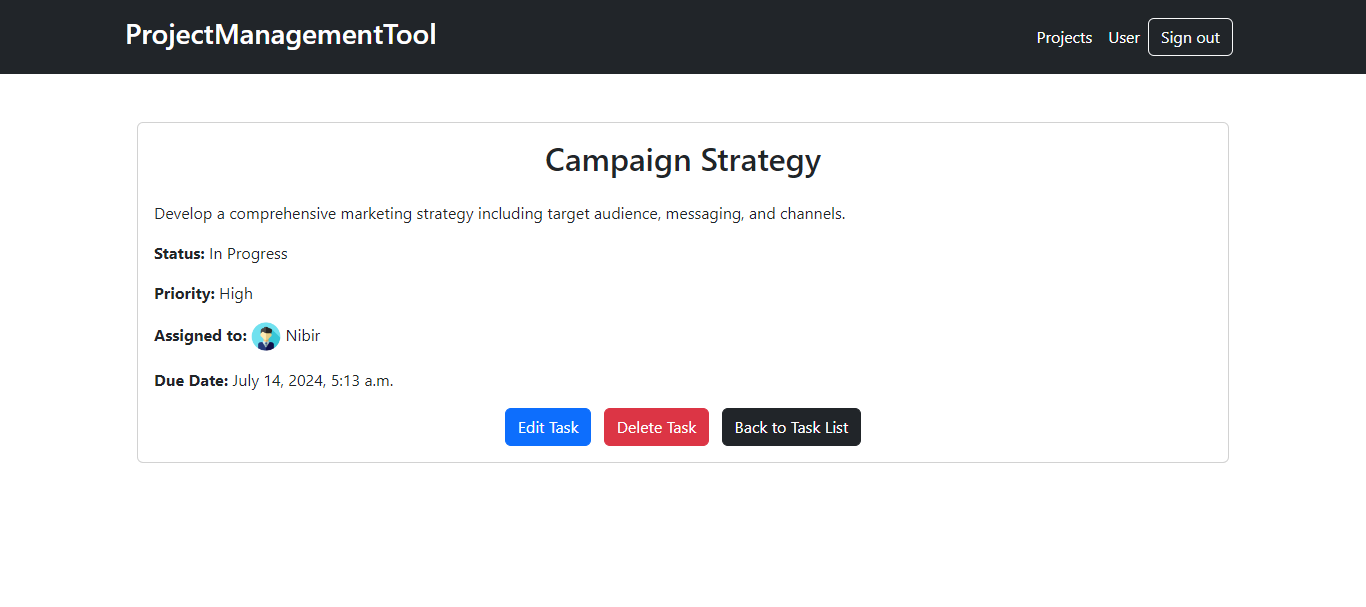 ProjectManagementTool
Projects User Sign out
Campaign Strategy
Develop a comprehensive marketing strategy including target audience, messaging, and channels.
Status: In Progress
Priority: High
Assigned to: Nibir
Due Date: July 14, 2024, 5:13 a.m.
Edit Task Delete Task Back to Task List